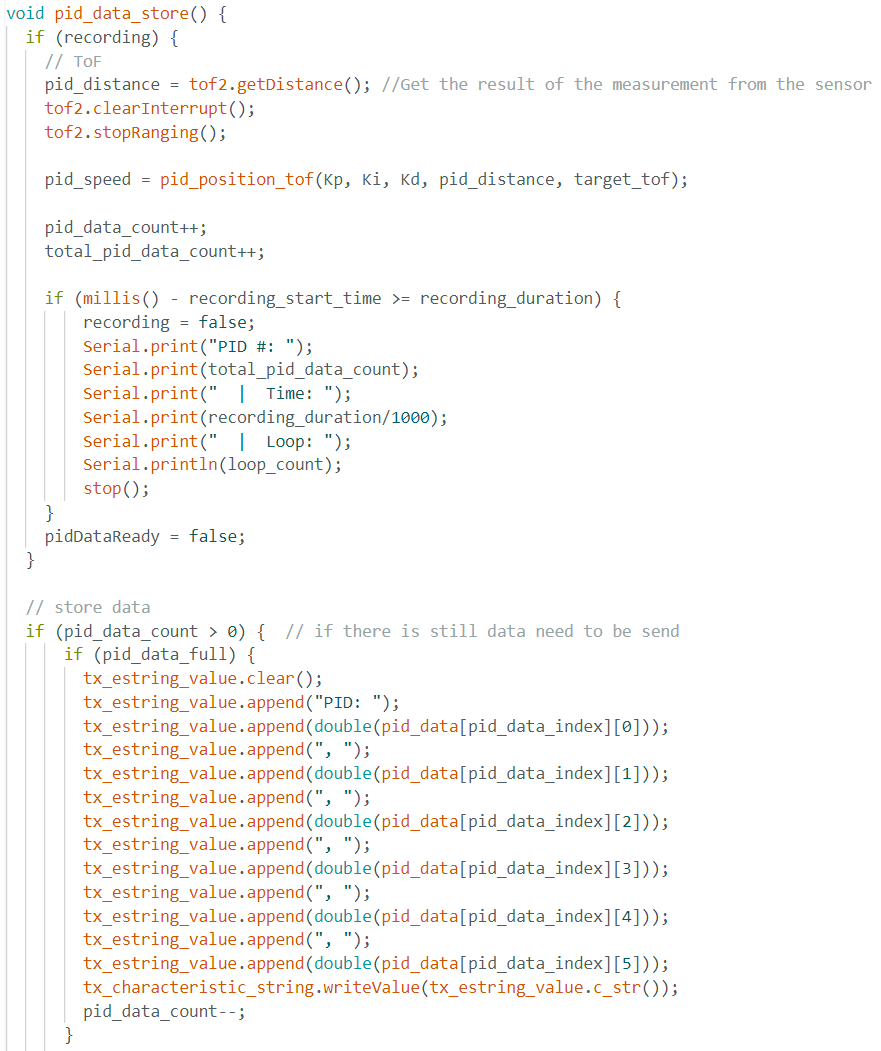 void pid_data_store() {
if (recording) {
// ToF
pid_distance = tof2.getDistance(); //Get the result of the measurement from the sensor
tof2.clearInterrupt();
tof2.stopRanging();
pid_speed = pid_position_tof(Kp, Ki, Kd, pid_distance, target_tof);
pid_data_count++;
total_pid_data_count++;
if (millis() - recording_start_time >= recording_duration) {
recording = false;
Serial.print("PID #: ");
Serial.print(total_pid_data_count);
Serial.print("  |  Time: ");
Serial.print(recording_duration/1000);
Serial.print("  |  Loop: ");
Serial.println(loop_count);
stop();
}
pidDataReady = false;
}
// store data
if (pid_data_count > 0) {  // if there is still data need to be send
if (pid_data_full) {
tx_estring_value.clear();
tx_estring_value.append("PID: ");
tx_estring_value.append(double(pid_data[pid_data_index][0]));
tx_estring_value.append(", ");
tx_estring_value.append(double(pid_data[pid_data_index][1]));
tx_estring_value.append(", ");
tx_estring_value.append(double(pid_data[pid_data_index][2]));
tx_estring_value.append(", ");
tx_estring_value.append(double(pid_data[pid_data_index][3]));
tx_estring_value.append(", ");
tx_estring_value.append(double(pid_data[pid_data_index][4]));
tx_estring_value.append(", ");
tx_estring_value.append(double(pid_data[pid_data_index][5]));
tx_characteristic_string.writeValue(tx_estring_value.c_str());
pid_data_count--;
}